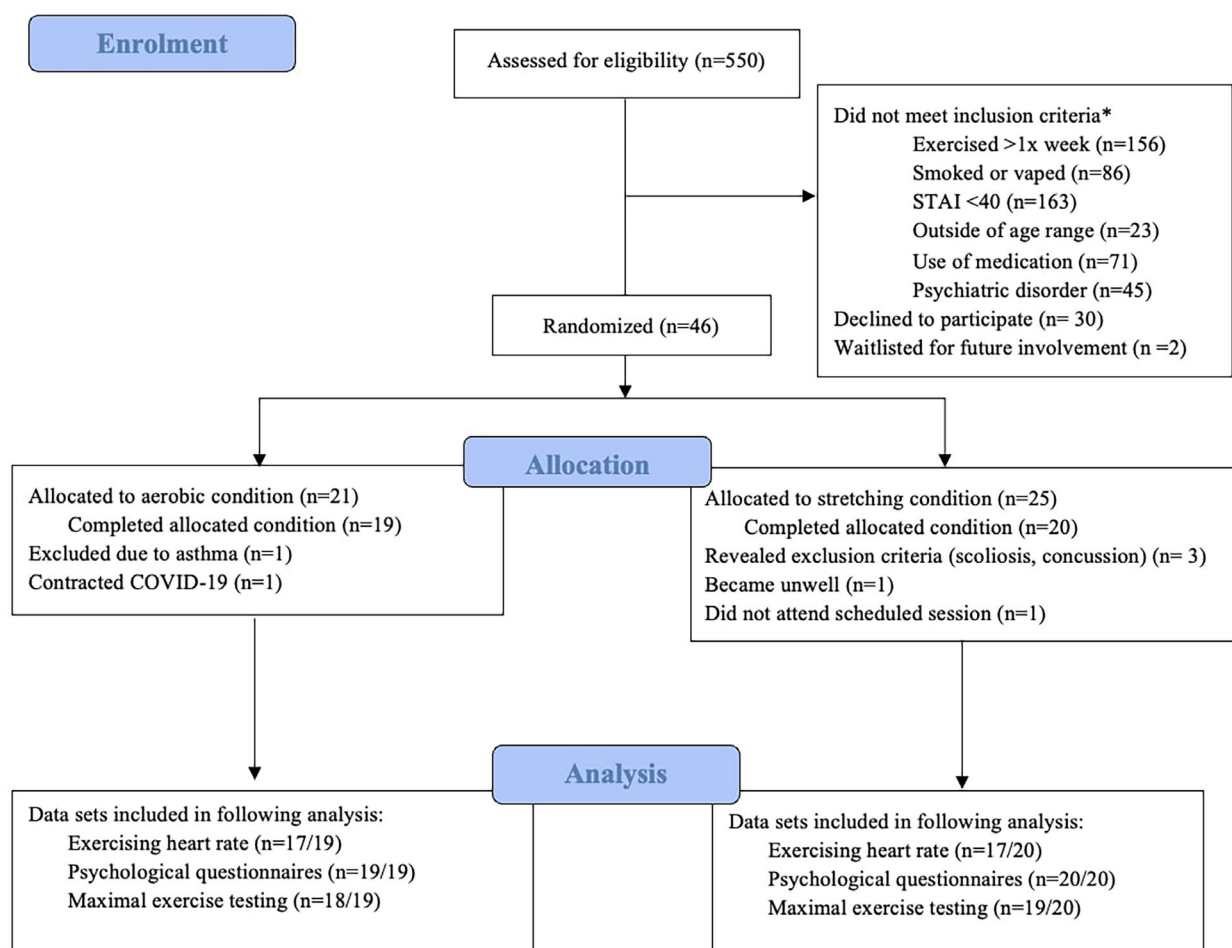 Enrolment
Assessed for eligibility (n=550)
Did not meet inclusion criteria*
Exercised >1x week (n=156)
Smoked or vaped (n=86)
STAI <40 (n=163)
Outside of age range (n=23)
Use of medication (n=71)
Psychiatric disorder (n=45)
Declined to participate (n= 30)
Waitlisted for future involvement (n =2)
Randomized (n=46)
Allocation
Allocated to aerobic condition (n=21)
Completed allocated condition (n=19)
Excluded due to asthma (n=1)
Contracted COVID-19 (n=1)
Allocated to stretching condition (n=25)
Completed allocated condition (n=20)
Revealed exclusion criteria (scoliosis, concussion) (n= 3)
Became unwell (n=1)
Did not attend scheduled session (n=1)
Analysis
Data sets included in following analysis:
Exercising heart rate (n=17/19)
Psychological questionnaires (n=19/19)
Maximal exercise testing (n=18/19)
Data sets included in following analysis:
Exercising heart rate (n=17/20)
Psychological questionnaires (n=20/20)
Maximal exercise testing (n=19/20)